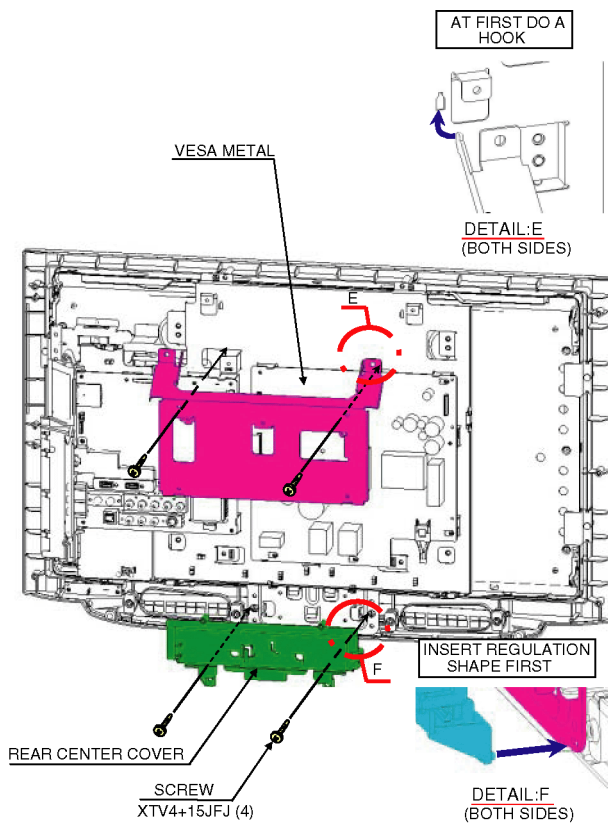 AT FIRST DO A
HOOK
VESA METAL
DETAIL:E
(BOTH SIDES)
E
F
INSERT REGULATION
SHAPE FIRST
REAR CENTER COVER
SCREW
XTV4+15JFJ (4)
DETAIL:F
(BOTH SIDES)